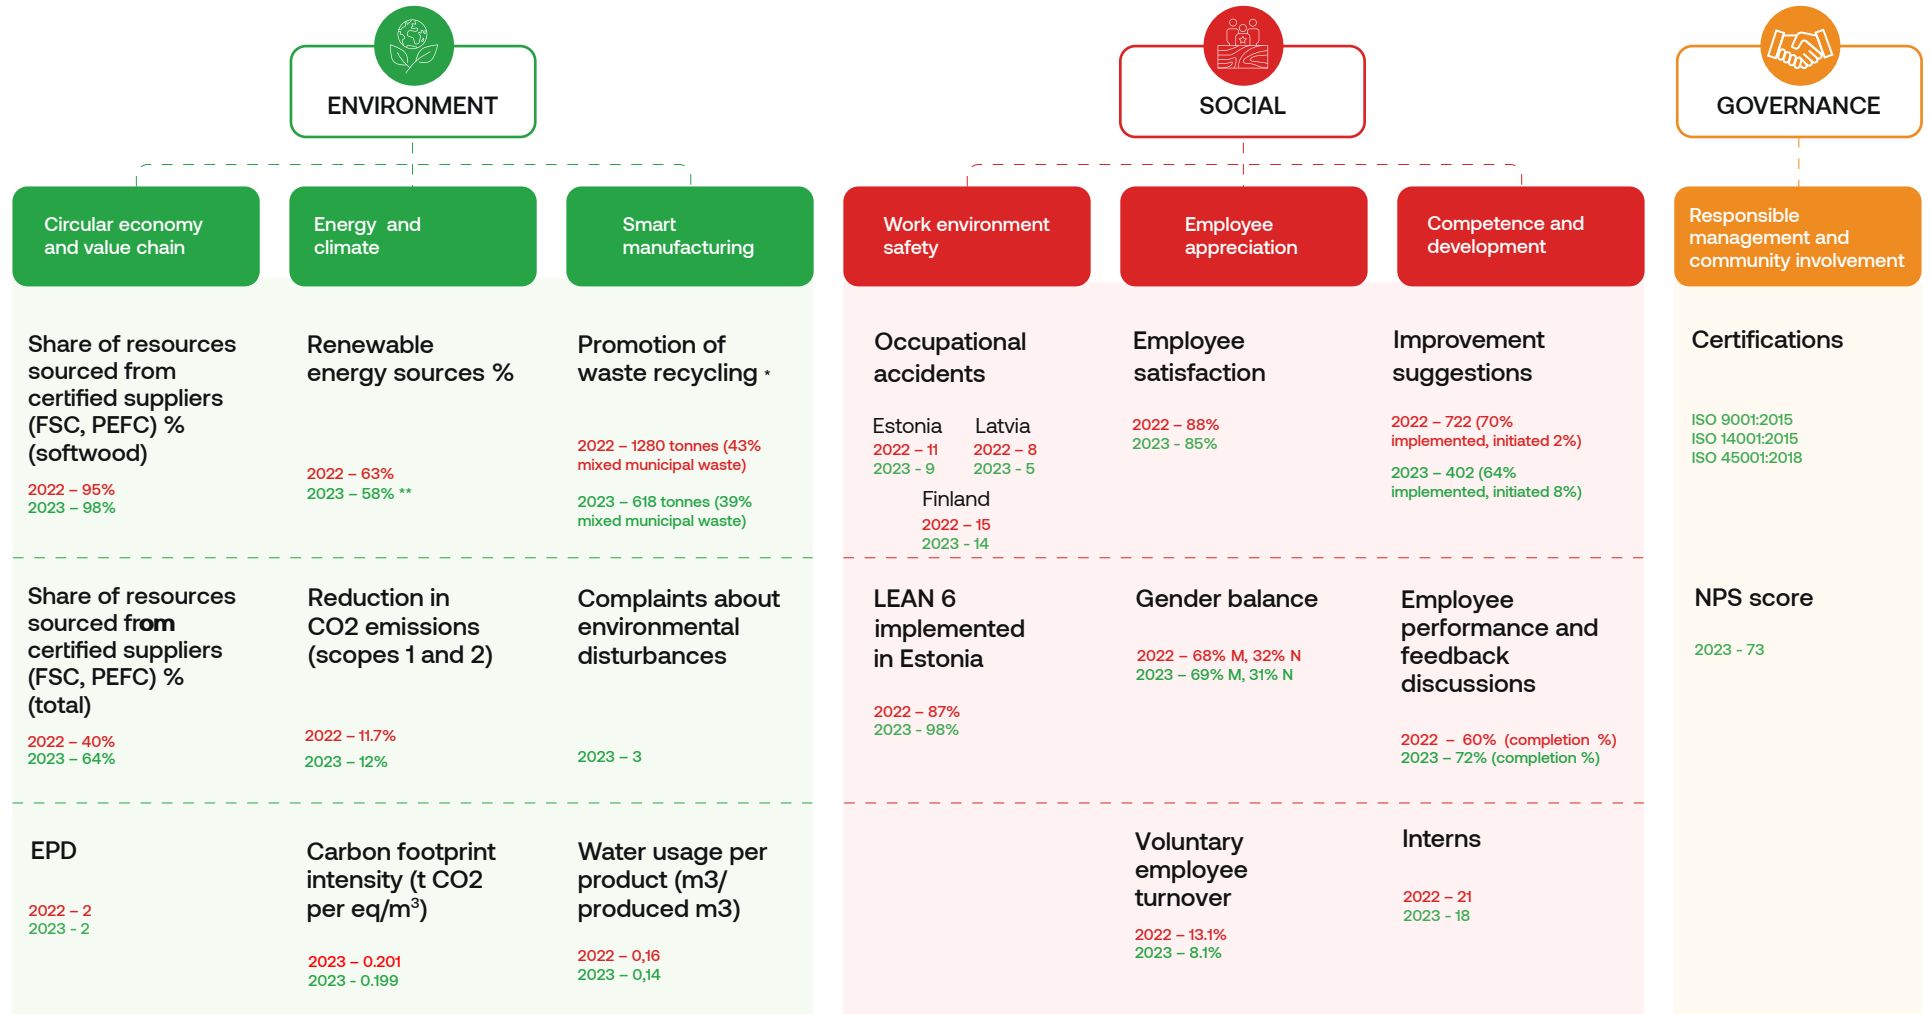 ENVIRONMENT
Circular economy
and value chain
Share of resources
sourced from
certified suppliers
(FSC, PEFC) %
(softwood)
2022 – 95%
2023 – 98%
Share of resources
sourced from
certified suppliers
(FSC, PEFC) %
(total)
2022 – 40%
2023 – 64%
EPD
2022 – 2
2023 - 2
Energy and
climate
Renewable
energy sources %
2022 – 63%
2023 – 58% **
Reduction in
CO2 emissions
(scopes 1 and 2)
2022 – 11.7%
2023 – 12%
Carbon footprint
intensity (t CO2
per eq/m³)
2023 – 0.201
2023 - 0.199
Smart
manufacturing
Promotion of
waste recycling *
2022 – 1280 tonnes (43%
mixed municipal waste)
2023 – 618 tonnes (39%
mixed municipal waste)
Complaints about
environmental
disturbances
2023 – 3
Water usage per
product (m3/
produced m3)
2022 – 0,16
2023 – 0,14
SOCIAL
Work environment
safety
Occupational
accidents
Estonia
2022 – 11
2023 - 9
Latvia
2022 – 8
2023 - 5
Finland
2022 – 15
2023 - 14
LEAN 6
implemented
in Estonia
2022 – 87%
2023 - 98%
Employee
appreciation
Employee
satisfaction
2022 – 88%
2023 - 85%
Gender balance
2022 – 68% M, 32% N
2023 – 69% M, 31% N
Voluntary
employee
turnover
2022 – 13.1%
2023 – 8.1%
Competence and
development
Improvement
suggestions
2022 – 722 (70%
implemented, initiated 2%)
2023 – 402 (64%
implemented, initiated 8%)
Employee
performance and
feedback
discussions
2022 – 60% (completion %)
2023 – 72% (completion %)
Interns
2022 – 21
2023 - 18
GOVERNANCE
Responsible
management and
community involvement
Certifications
ISO 9001:2015
ISO 14001:2015
ISO 45001:2018
NPS score
2023 - 73